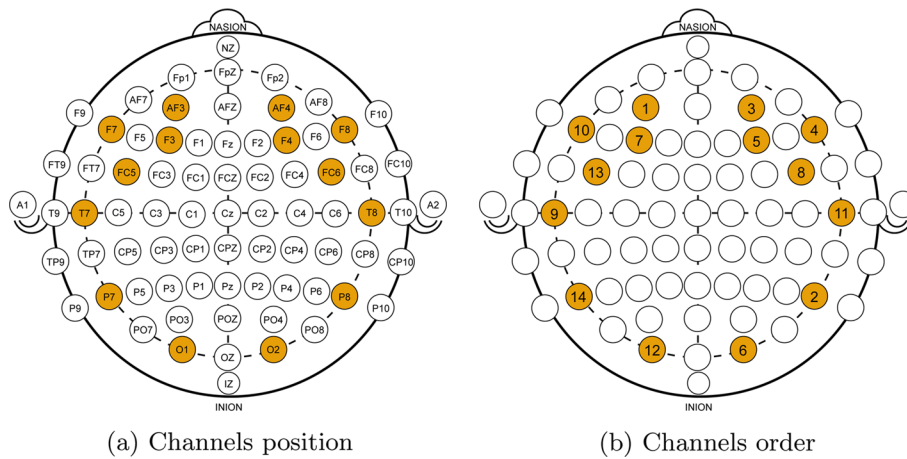 NASION NASION
NZ
Fp1 FpZ Fp2
AF7 AF3 AFZ AF4 AF8 1 3
F9 F7 F5 F3 F1 Fz F2 F4 F6 F8 F10 10 7 5 4
FT9 FT7 FC5 FC3 FC1 FCZ FC2 FC4 FC6 FC8 FC10 13 8
A1 T9 T7 C5 C3 C1 Cz C2 C4 C6 T8 T10 A2 9 11
TP9 TP7 CP5 CP3 CP1 CPZ CP2 CP4 CP6 CP8 CP10
P9 P7 P5 P3 P1 Pz P2 P4 P6 P8 P10 14 2
PO7 PO3 POZ PO4 PO8
O1 OZ O2 12 6
IZ
INION INION
(a) Channels position (b) Channels order